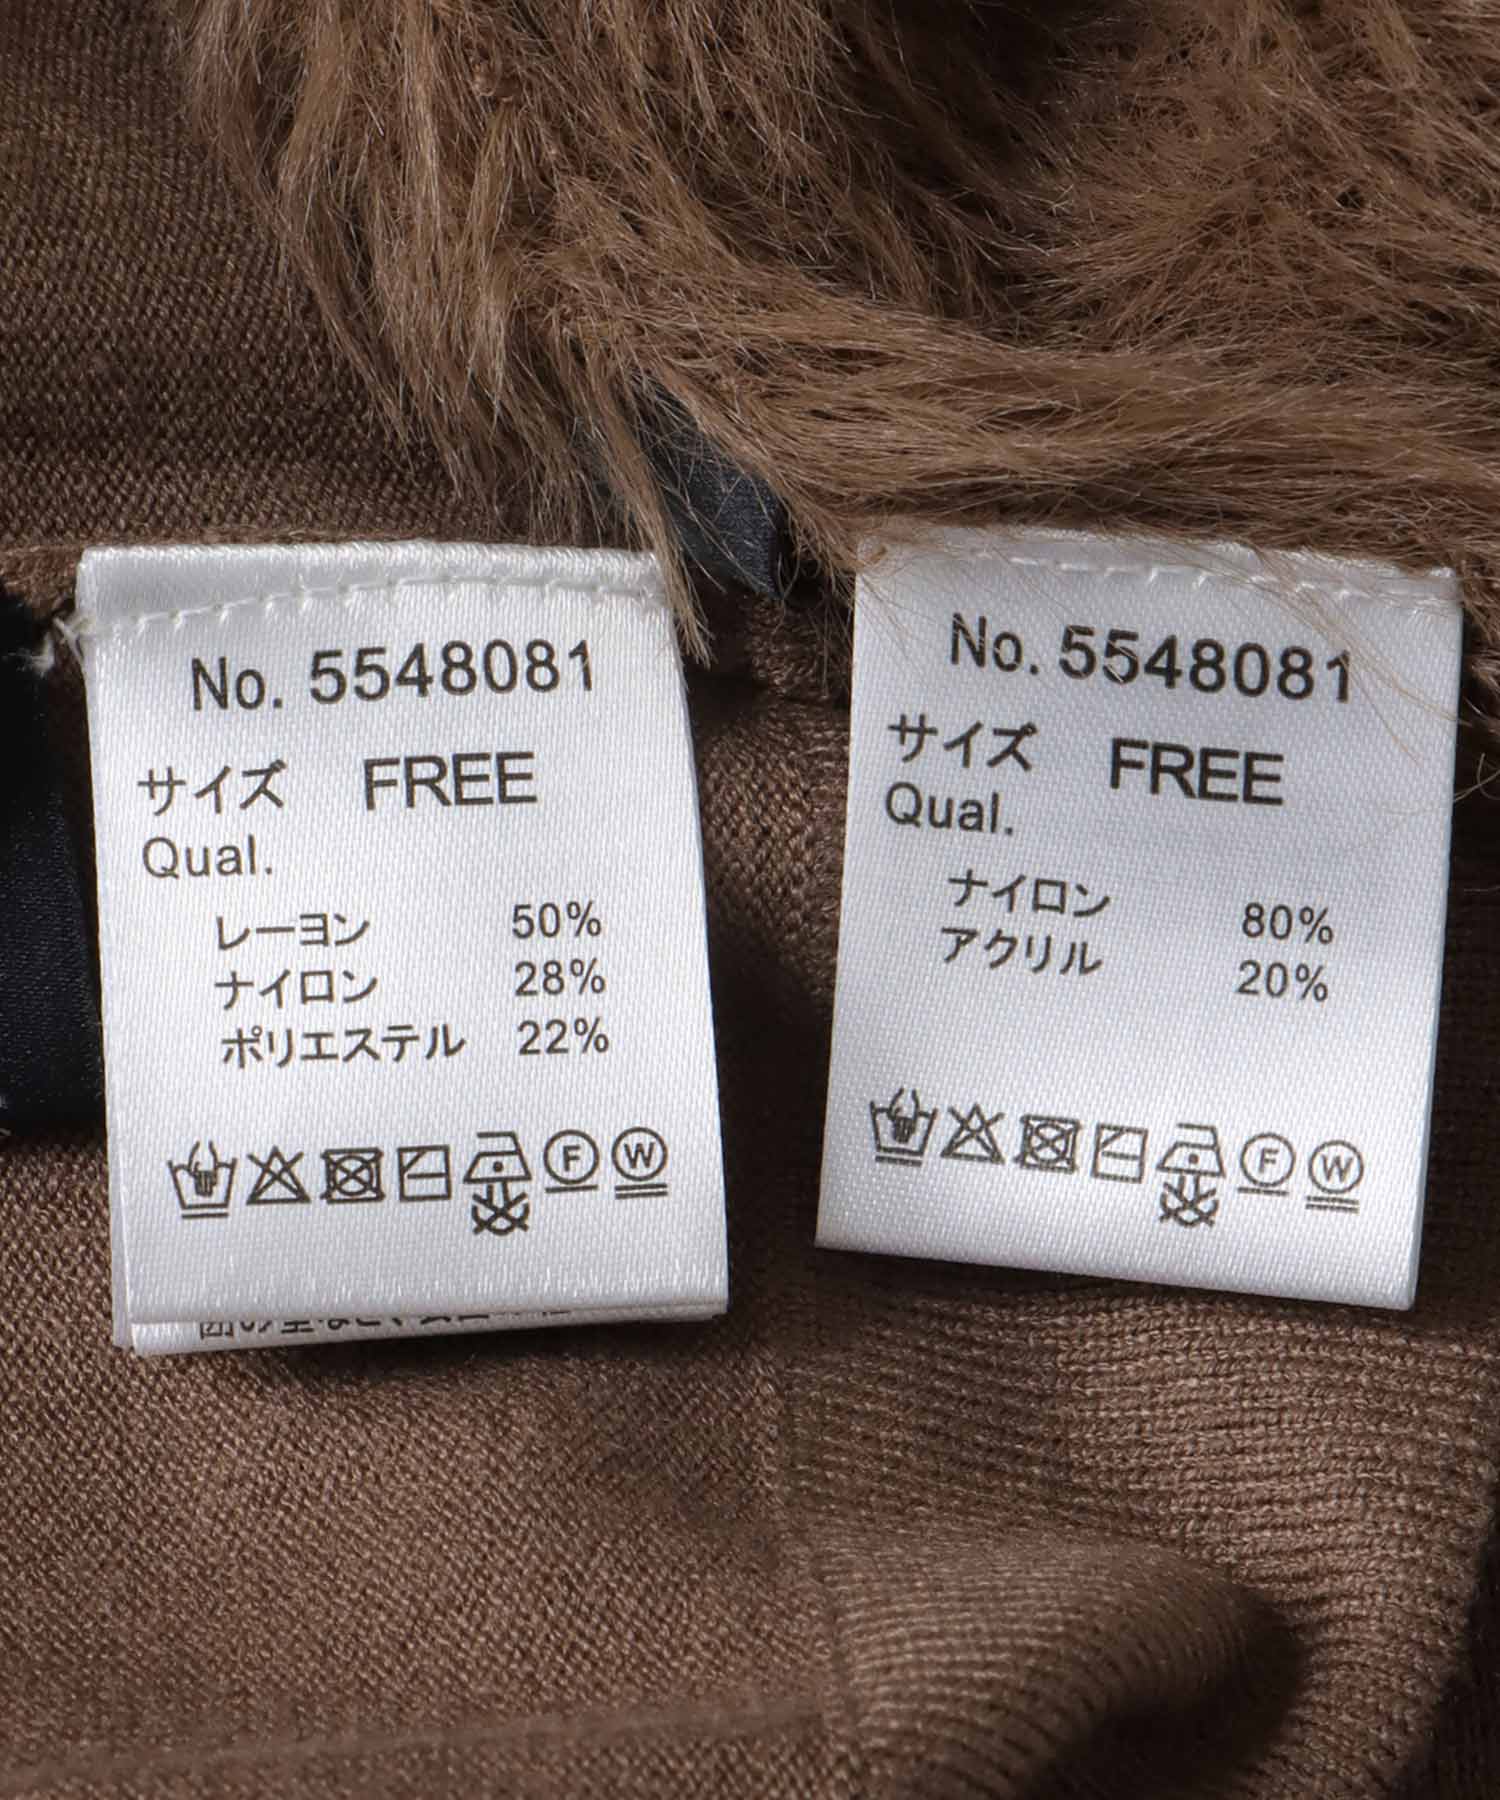 No. 5548081
サイズ FREE
Qual.
レーヨン 50%
ナイロン 28%
ポリエステル 22%
F W
No. 5548081
サイズ FREE
Qual.
ナイロン 80%
アクリル 20%
F W